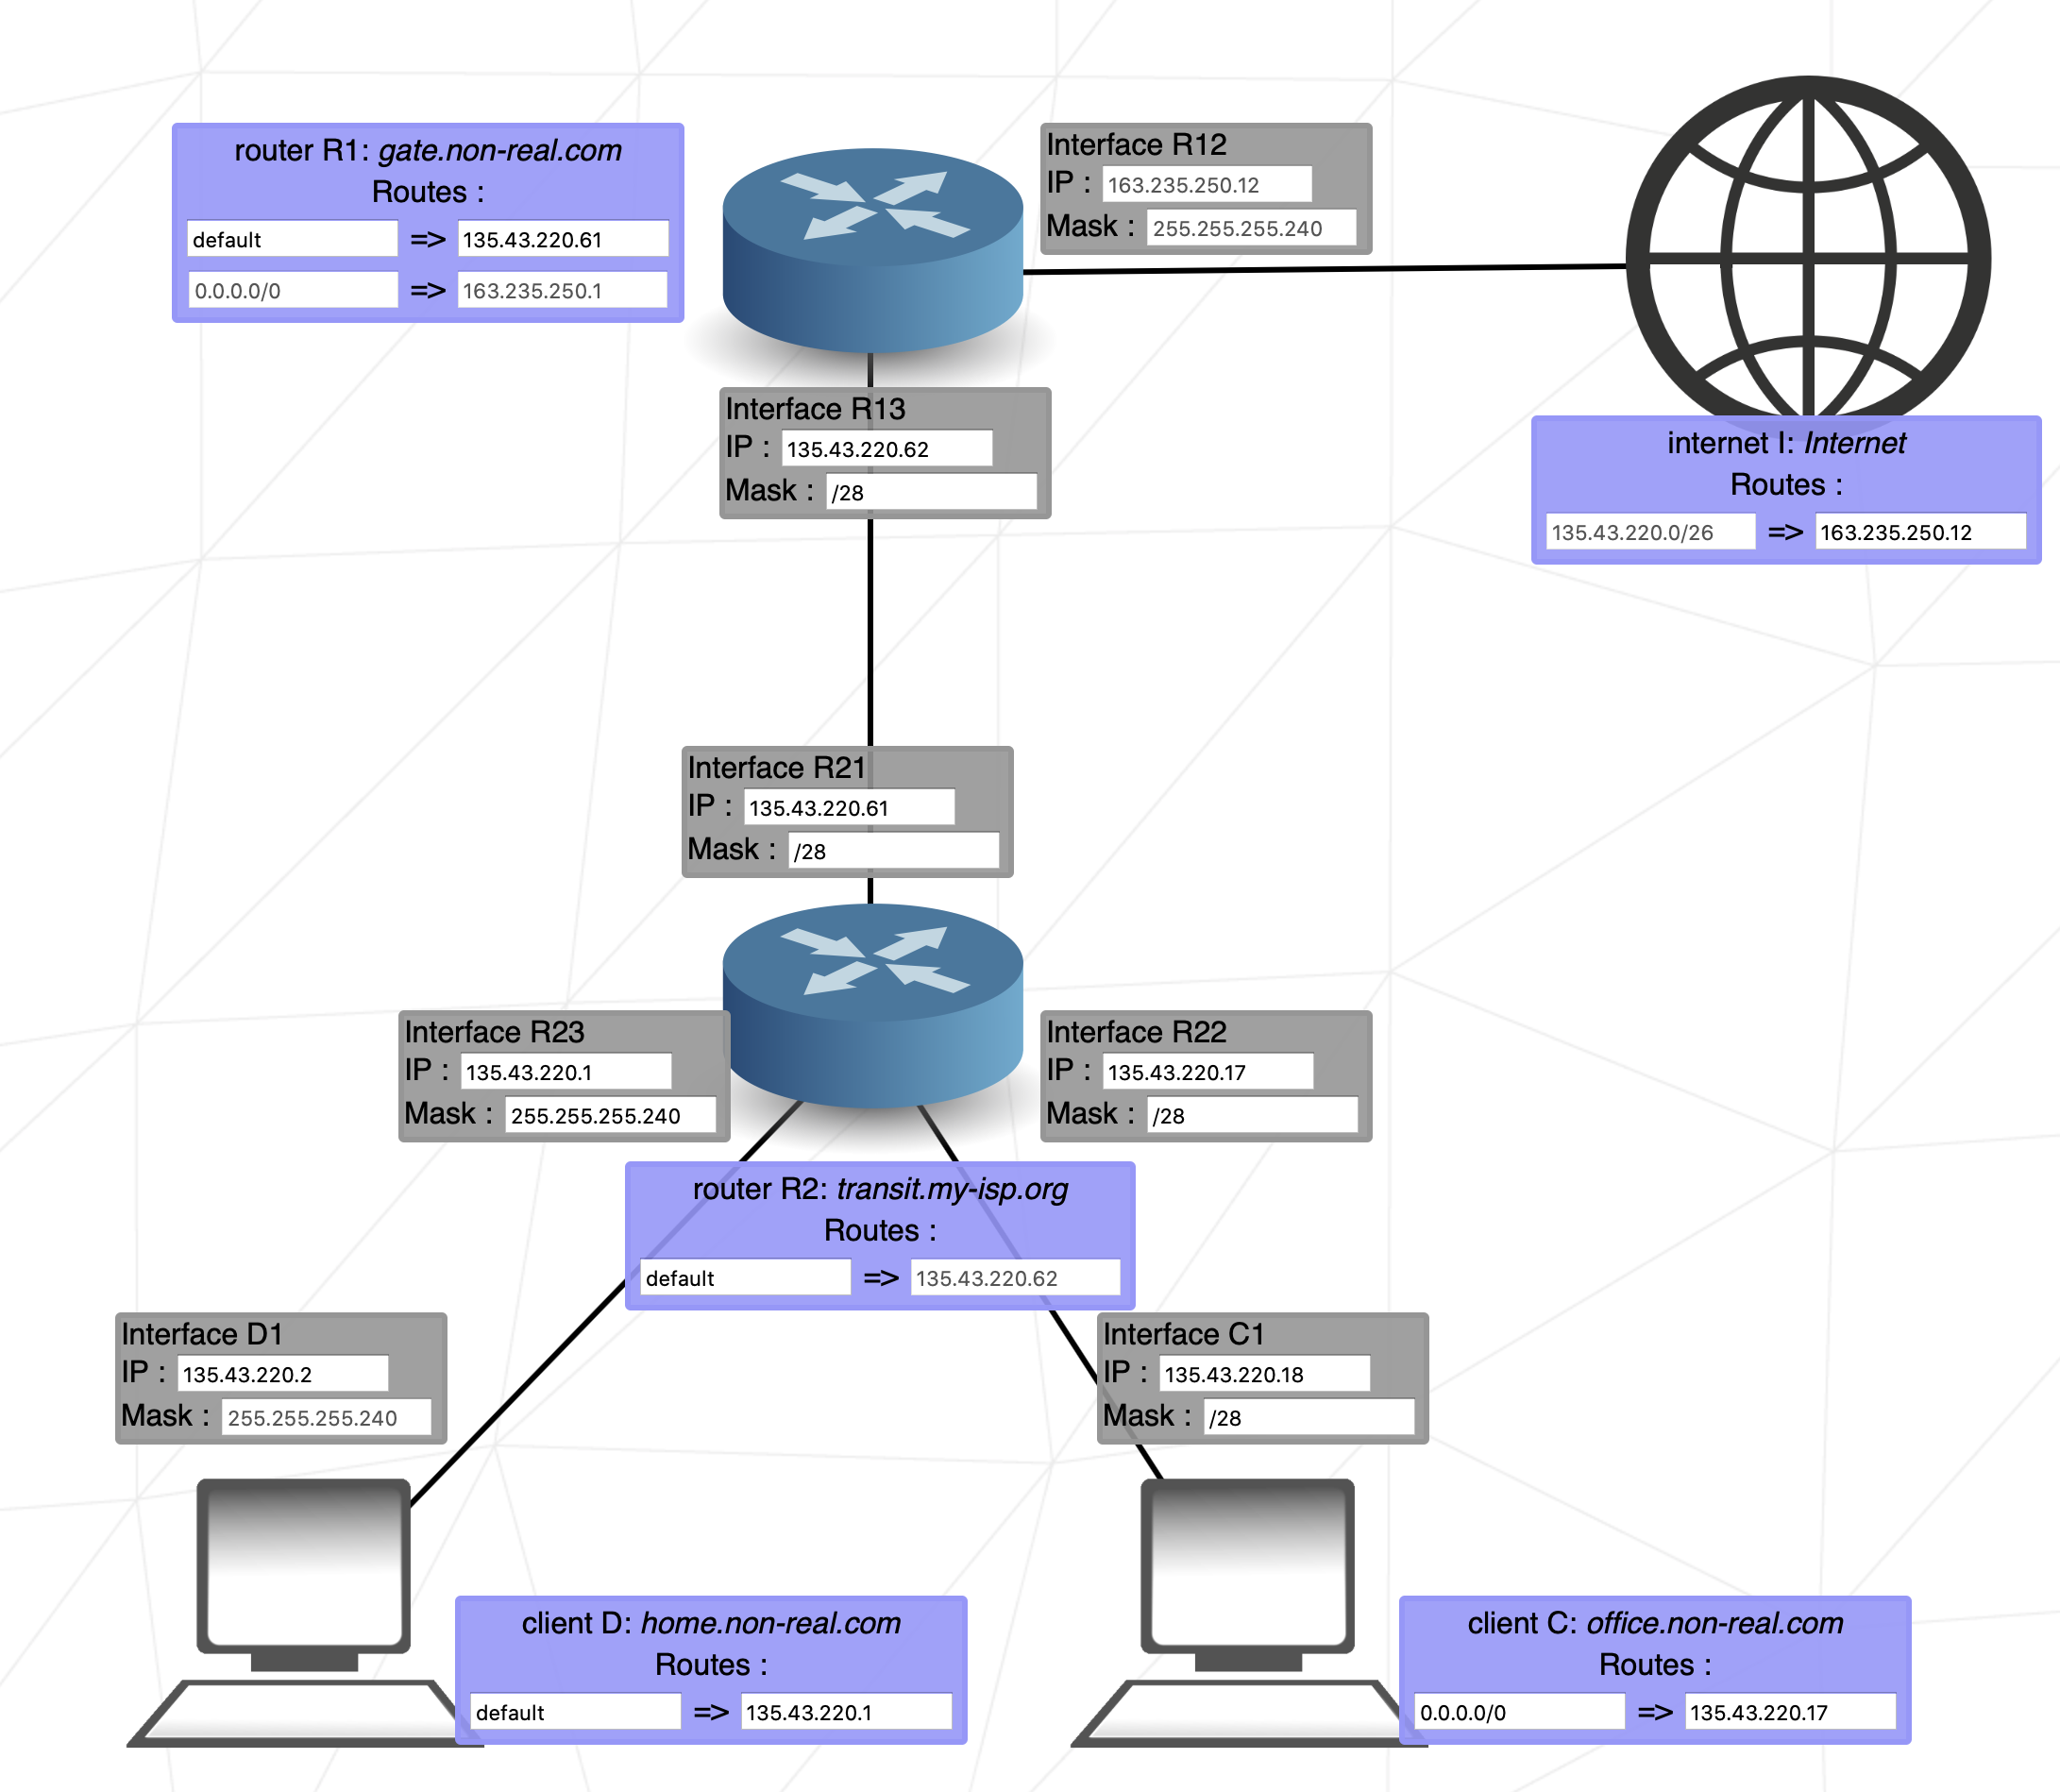 router R1: gate.non-real.com
Routes :
default => 135.43.220.61
0.0.0.0/0 => 163.235.250.1
Interface R12
IP : 163.235.250.12
Mask : 255.255.255.240
Interface R13
IP : 135.43.220.62
Mask : /28
internet I: Internet
Routes :
135.43.220.0/26 => 163.235.250.12
Interface R21
IP : 135.43.220.61
Mask : /28
Interface R23
IP : 135.43.220.1
Mask : 255.255.255.240
Interface R22
IP : 135.43.220.17
Mask : /28
router R2: transit.my-isp.org
Routes :
default => 135.43.220.62
Interface D1
IP : 135.43.220.2
Mask : 255.255.255.240
Interface C1
IP : 135.43.220.18
Mask : /28
client D: home.non-real.com
Routes :
default => 135.43.220.1
client C: office.non-real.com
Routes :
0.0.0.0/0 => 135.43.220.17